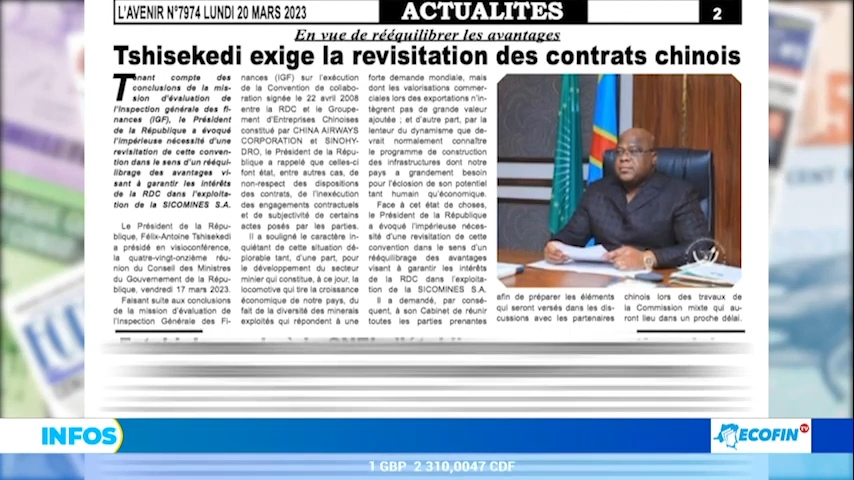 L'AVENIR N°7974 LUNDI 20 MARS 2023
ACTUALITES
2
En vue de rééquilibrer les avantages
Tshisekedi exige la revisitation des contrats chinois
Tenant compte des
conclusions de la mis-
sion d'évaluation de
l'Inspection générale des fi-
nances (IGF), le Président
de la République a évoqué
l'impérieuse nécessité d'une
revisitation de cette conven-
tion dans le sens d'un rééqui-
librage des avantages vi-
sant à garantir les intérêts
de la RDC dans l'exploita-
tion de la SICOMINES S.A.
Le Président de la Répu-
blique, Félix-Antoine Tshisekedi
a présidé en visioconférence,
la quatre-vingt-onzième réu-
nion du Conseil des Ministres
du Gouvernement de la Répu-
blique, vendredi 17 mars 2023.
Faisant suite aux conclusions
de la mission d'évaluation de
l'Inspection Générale des Fi-
nances (IGF) sur l'exécution
de la Convention de collabo-
ration signée le 22 avril 2008
entre la RDC et le Groupe-
ment d'Entreprises Chinoises
constitué par CHINA AIRWAYS
CORPORATION et SINOHY-
DRO, le Président de la Répu-
blique a rappelé que celles-ci
font état, entre autres cas, de
non-respect des dispositions
des contrats, de l'inexécution
des engagements contractuels
et de subjectivité de certains
actes posés par les parties.
Il a souligné le caractère in-
quiétant de cette situation dé-
plorable tant, d'une part, pour
le développement du secteur
minier qui constitue, à ce jour, la
locomotive qui tire la croissance
économique de notre pays, du
fait de la diversité des minerais
exploités qui répondent à une
forte demande mondiale, mais
dont les valorisations commer-
ciales lors des exportations n'in-
tègrent pas de grande valeur
ajoutée ; et d'autre part, par la
lenteur du dynamisme que de-
vrait normalement connaître
le programme de construction
des infrastructures dont notre
pays a grandement besoin
pour l'éclosion de son potentiel
tant humain qu'économique.
Face à cet état de choses,
le Président de la République
a évoqué l'impérieuse néces-
sité d'une revisitation de cette
convention dans le sens d'un
rééquilibrage des avantages
visant à garantir les intérêts
de la RDC dans l'exploita-
tion de la SICOMINES S.A.
Il a demandé, par consé-
quent, à son Cabinet de réunir
toutes les parties prenantes
afin de préparer les éléments
qui seront versés dans les dis-
cussions avec les partenaires
chinois lors des travaux de
la Commission mixte qui au-
ront lieu dans un proche délai.
INFOS
ECOFIN TV
1 GBP 2 310,0047 CDF